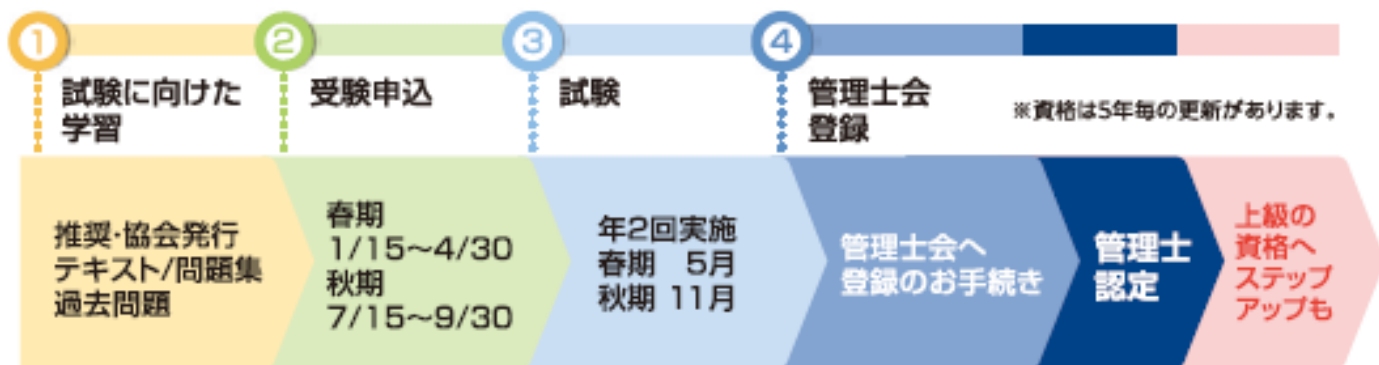 1
試験に向けた
学習
2
受験申込
3
試験
4
管理士会
登録
※資格は5年毎の更新があります。
推奨・協会発行
テキスト/問題集
過去問題
春期
1/15～4/30
秋期
7/15～9/30
年2回実施
春期 5月
秋期 11月
管理士会へ
登録のお手続き
管理士
認定
上級の
資格へ
ステップ
アップも